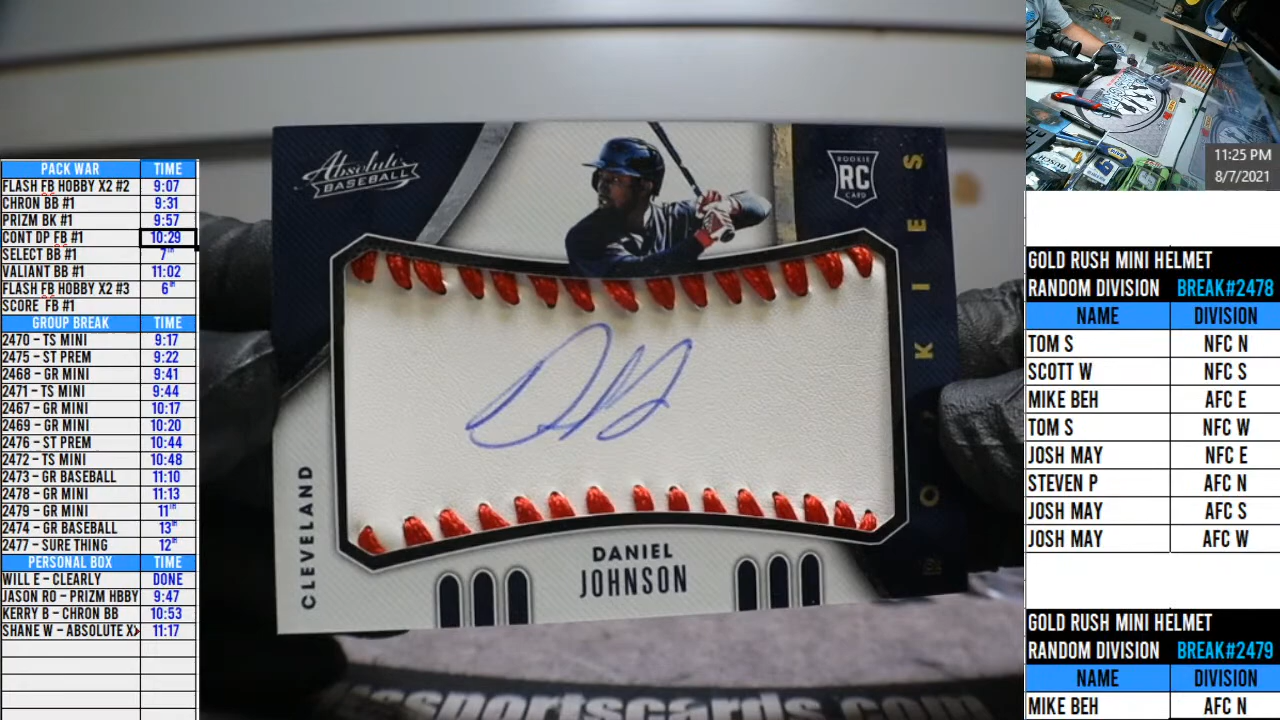 PACK WAR TIME
FLASH FB HOBBY X2 #2 9:07
CHRON BB #1 9:31
PRIZM BK #1 9:57
CONT DP FB #1 10:29
SELECT BB #1 7th
VALIANT BB #1 11:02
FLASH FB HOBBY X2 #3 6th
SCORE FB #1
GROUP BREAK TIME
2470 – TS MINI 9:17
2475 – ST PREM 9:22
2468 – GR MINI 9:41
2471 – TS MINI 9:44
2467 – GR MINI 10:17
2469 – GR MINI 10:20
2476 – ST PREM 10:44
2472 – TS MINI 10:48
2473 – GR BASEBALL 11:10
2478 – GR MINI 11:13
2479 – GR MINI 11th
2474 – GR BASEBALL 13th
2477 – SURE THING 12th
PERSONAL BOX TIME
WILL E – CLEARLY DONE
JASON RO – PRIZM HBBY 9:47
KERRY B – CHRON BB 10:53
SHANE W – ABSOLUTE X 11:17
Absolute
BASEBALL
ROOKIE
RC
CARD
ROOKIES
CLEVELAND
DANIEL
JOHNSON
sssportscards.com
BUSCH
11:25 PM
8/7/2021
GOLD RUSH MINI HELMET
RANDOM DIVISION BREAK#2478
NAME DIVISION
TOM S NFC N
SCOTT W NFC S
MIKE BEH AFC E
TOM S NFC W
JOSH MAY NFC E
STEVEN P AFC N
JOSH MAY AFC S
JOSH MAY AFC W
GOLD RUSH MINI HELMET
RANDOM DIVISION BREAK#2479
NAME DIVISION
MIKE BEH AFC N